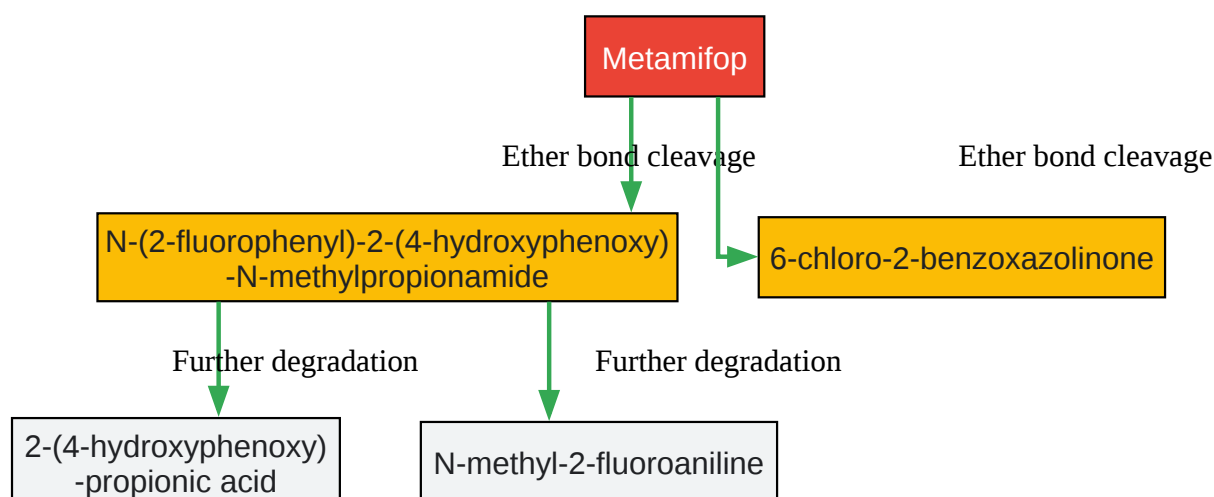 Metamifop
Ether bond cleavage
Ether bond cleavage
N-(2-fluorophenyl)-2-(4-hydroxyphenoxy)
-N-methylpropionamide
6-chloro-2-benzoxazolinone
Further degradation
Further degradation
2-(4-hydroxyphenoxy)
-propionic acid
N-methyl-2-fluoroaniline